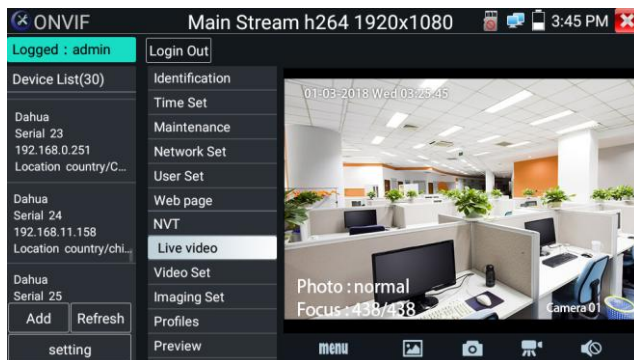 ONVIF
Main Stream h264 1920x1080
3:45 PM
Logged : admin
Login Out
Device List(30)
Dahua
Serial 23
192.168.0.251
Location country/C...
Dahua
Serial 24
192.168.11.158
Location country/chi...
Dahua
Serial 25
Add
Refresh
setting
Identification
Time Set
Maintenance
Network Set
User Set
Web page
NVT
Live video
Video Set
Imaging Set
Profiles
Preview
01-03-2018 Wed 03:25:45
Photo : normal
Focus : 438/438
Camera 01
menu